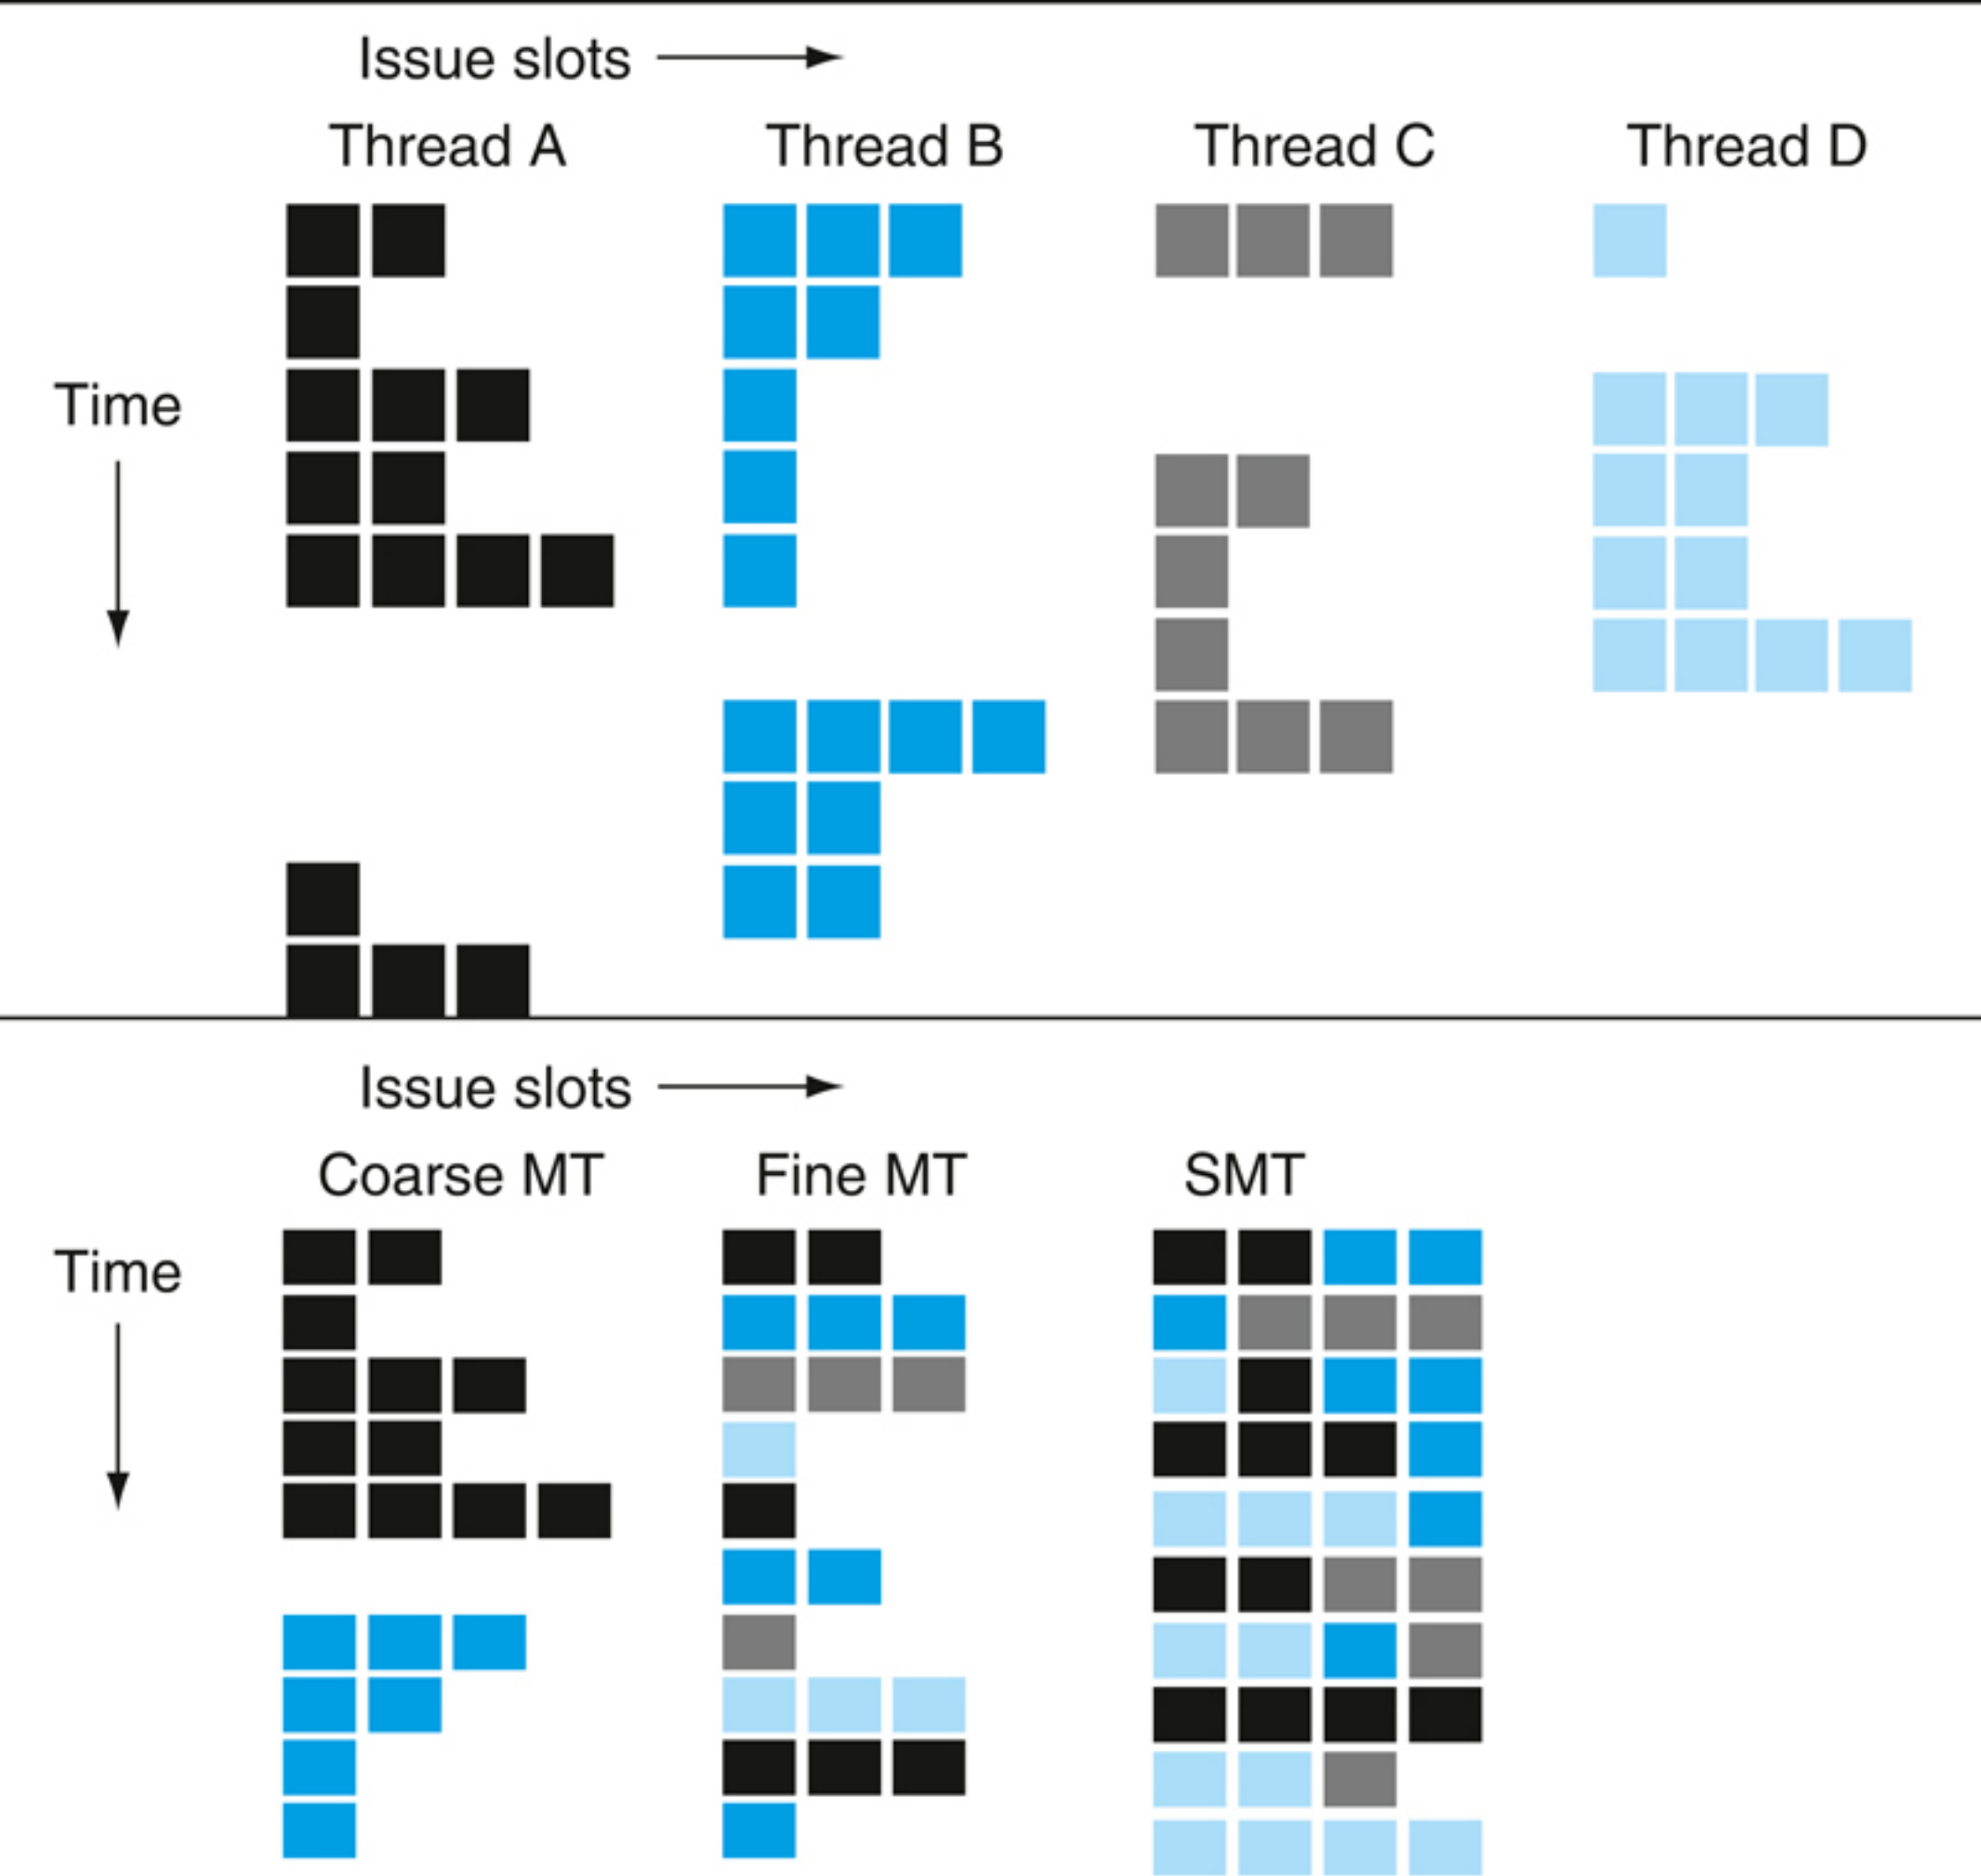 Issue slots
Thread A Thread B Thread C Thread D
Time
Issue slots
Coarse MT Fine MT SMT
Time